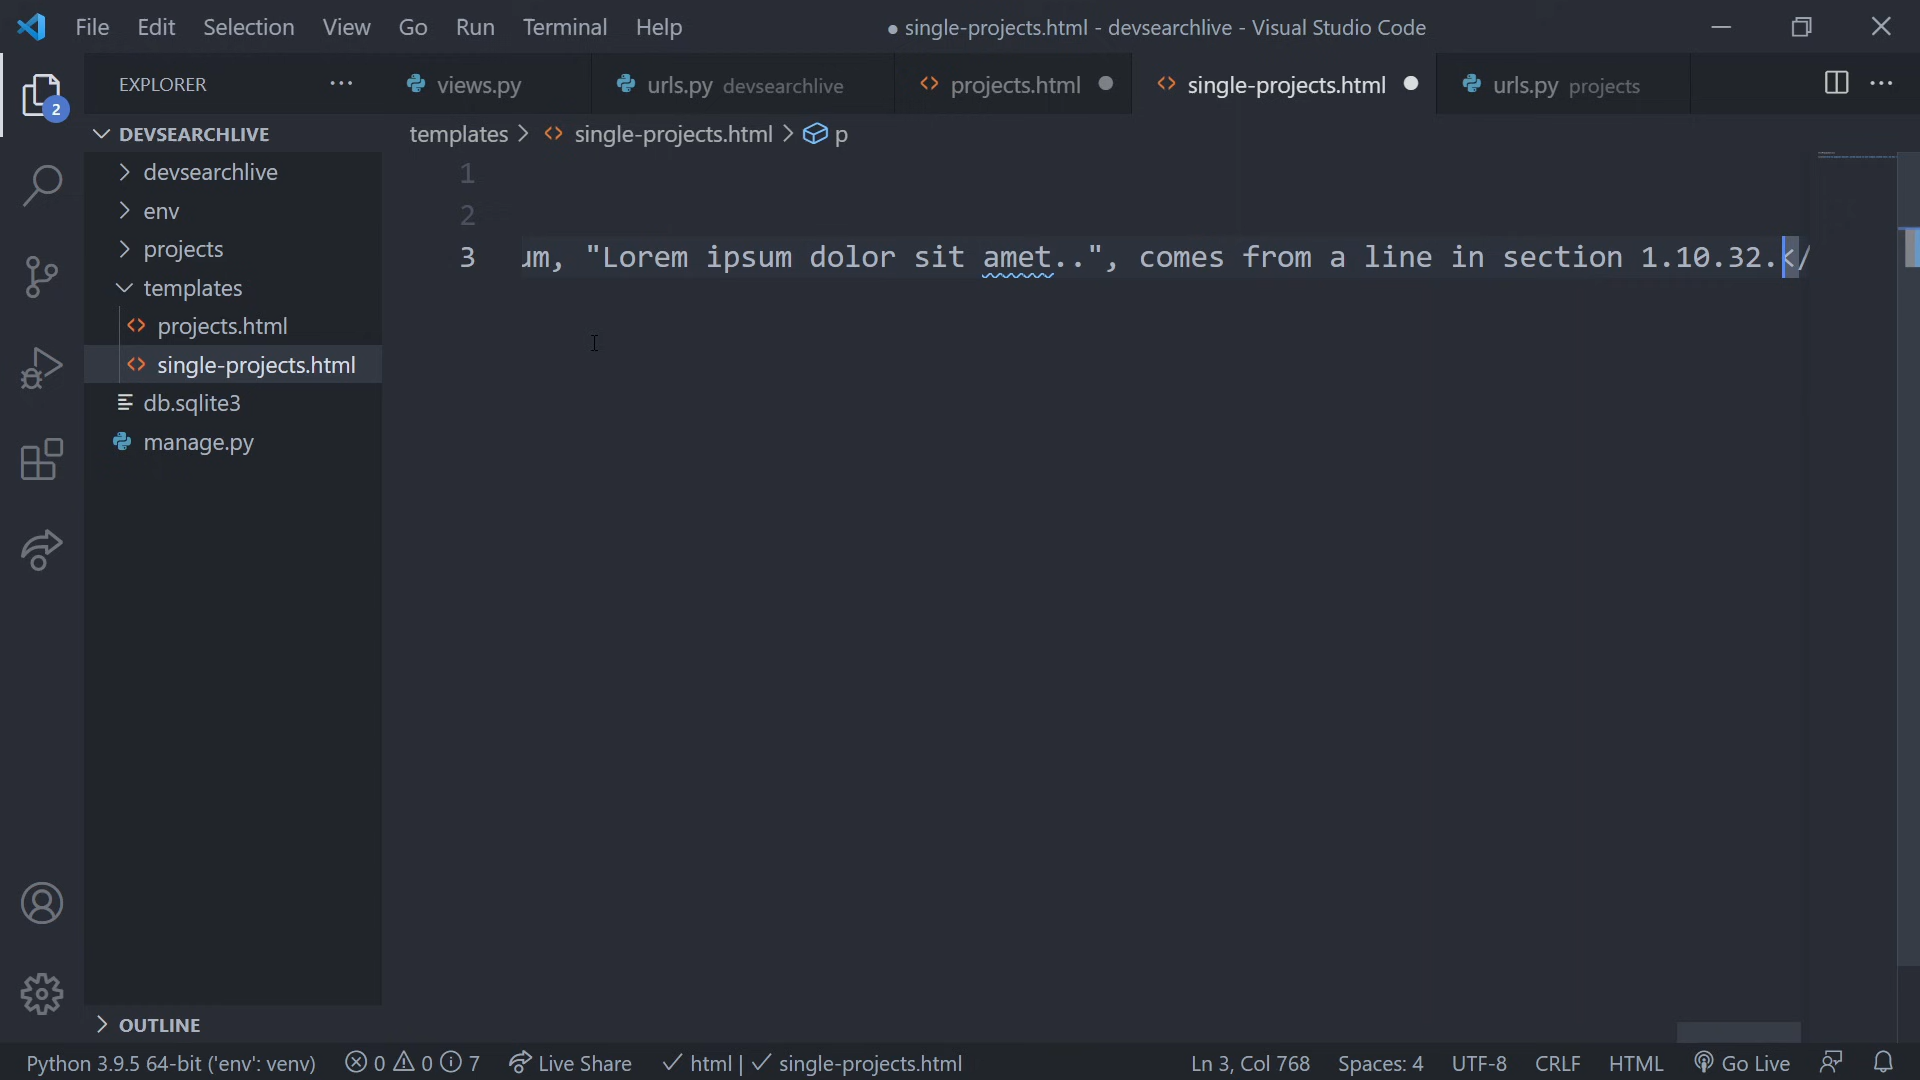 File Edit Selection View Go Run Terminal Help
● single-projects.html - devsearchlive - Visual Studio Code
2
EXPLORER ···
views.py
urls.py devsearchlive
projects.html
single-projects.html
urls.py projects
DEVSEARCHLIVE
templates > single-projects.html > p
devsearchlive
env
projects
templates
projects.html
single-projects.html
db.sqlite3
manage.py
1
2
3 um, "Lorem ipsum dolor sit amet..", comes from a line in section 1.10.32.</
OUTLINE
Python 3.9.5 64-bit ('env': venv) 0 0 7 Live Share ✓ html | ✓ single-projects.html
Ln 3, Col 768 Spaces: 4 UTF-8 CRLF HTML Go Live